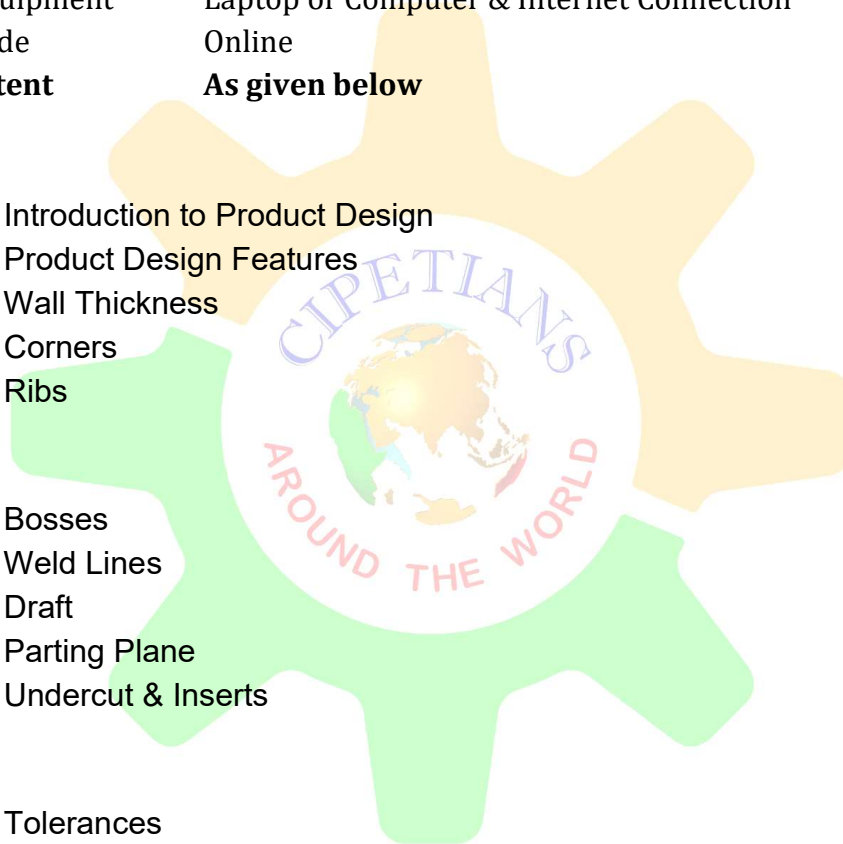 uipment Laptop or Computer & Internet Connection
de Online
tent As given below
Introduction to Product Design
Product Design Features
Wall Thickness
Corners
Ribs
CIPETIANS
AROUND THE WORLD
Bosses
Weld Lines
Draft
Parting Plane
Undercut & Inserts
Tolerances